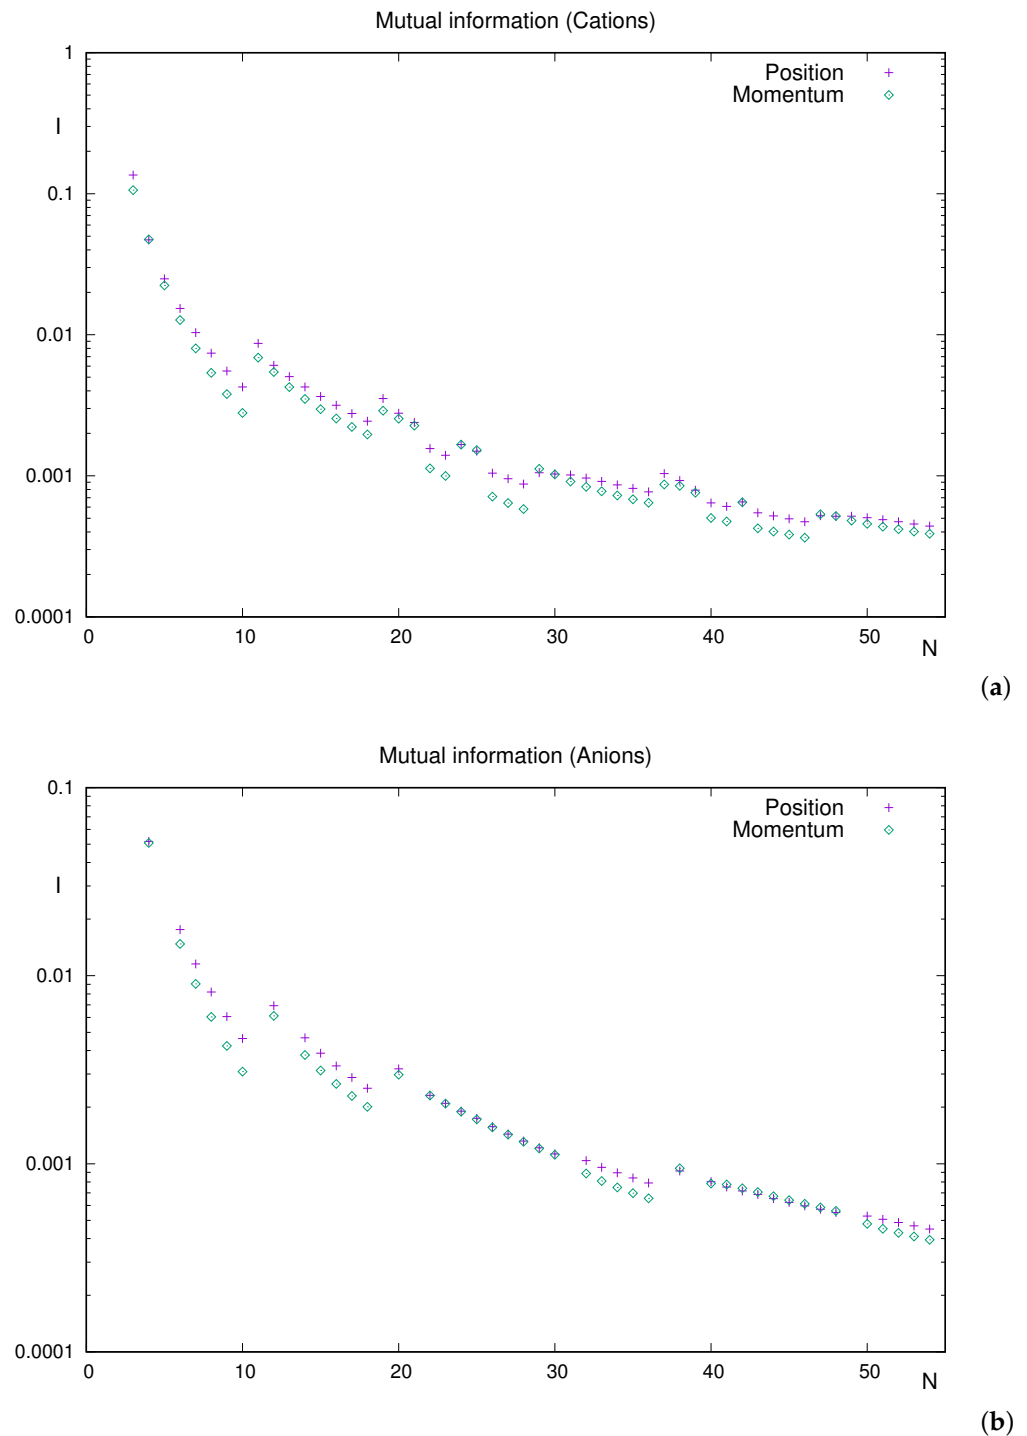 Mutual information (Cations)
1
Position
Momentum
I
0.1
0.01
0.001
0.0001
0 10 20 30 40 50
N
(a)
Mutual information (Anions)
0.1
Position
Momentum
I
0.01
0.001
0.0001
0 10 20 30 40 50
N
(b)